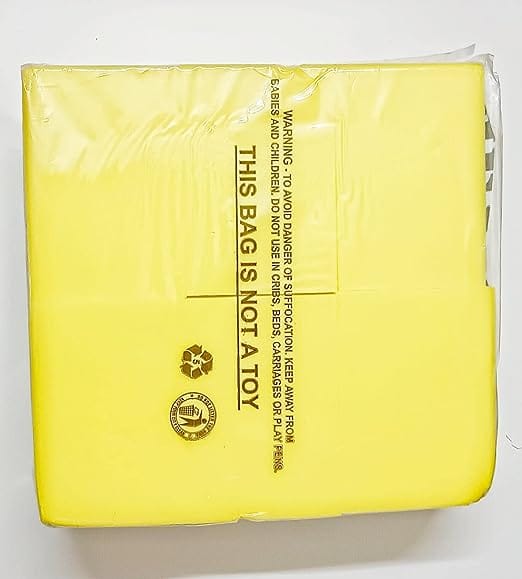 WARNING - TO AVOID DANGER OF SUFFOCATION. KEEP AWAY FROM
BABIES AND CHILDREN. DO NOT USE IN CRIBS, BEDS, CARRIAGES OR PLAY PENS.
THIS BAG IS NOT A TOY
5